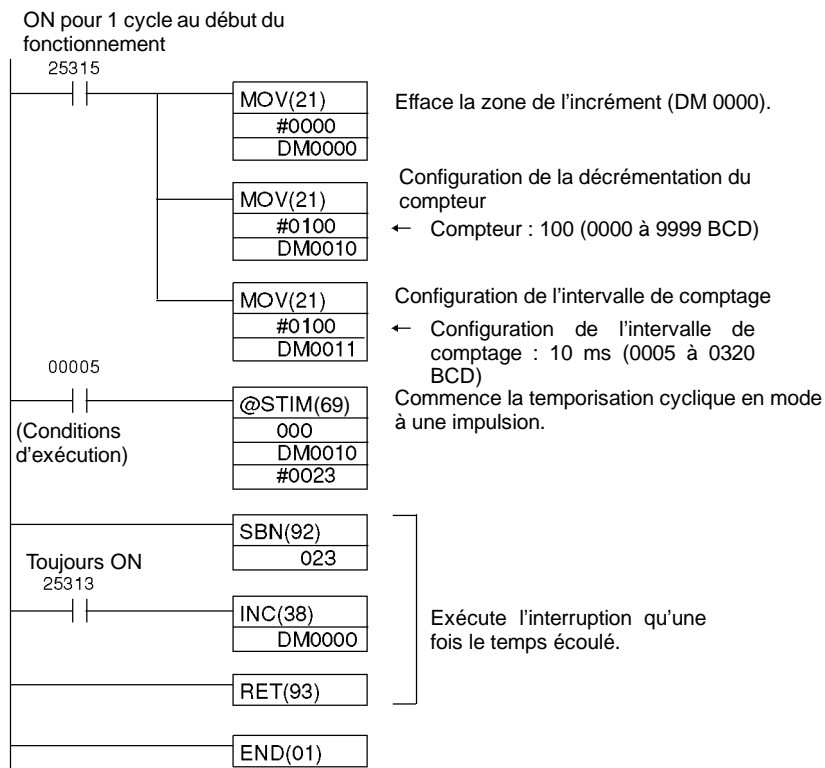 ON pour 1 cycle au début du
fonctionnement
25315
MOV(21)
#0000
DM0000
Efface la zone de l'incrément (DM 0000).
MOV(21)
#0100
DM0010
Configuration de la décrémentation du
compteur
← Compteur : 100 (0000 à 9999 BCD)
MOV(21)
#0100
DM0011
Configuration de l'intervalle de comptage
← Configuration de l'intervalle de
comptage : 10 ms (0005 à 0320
BCD)
00005
(Conditions
d'exécution)
@STIM(69)
000
DM0010
#0023
Commence la temporisation cyclique en mode
à une impulsion.
SBN(92)
023
Toujours ON
25313
INC(38)
DM0000
Exécute l'interruption qu'une
fois le temps écoulé.
RET(93)
END(01)